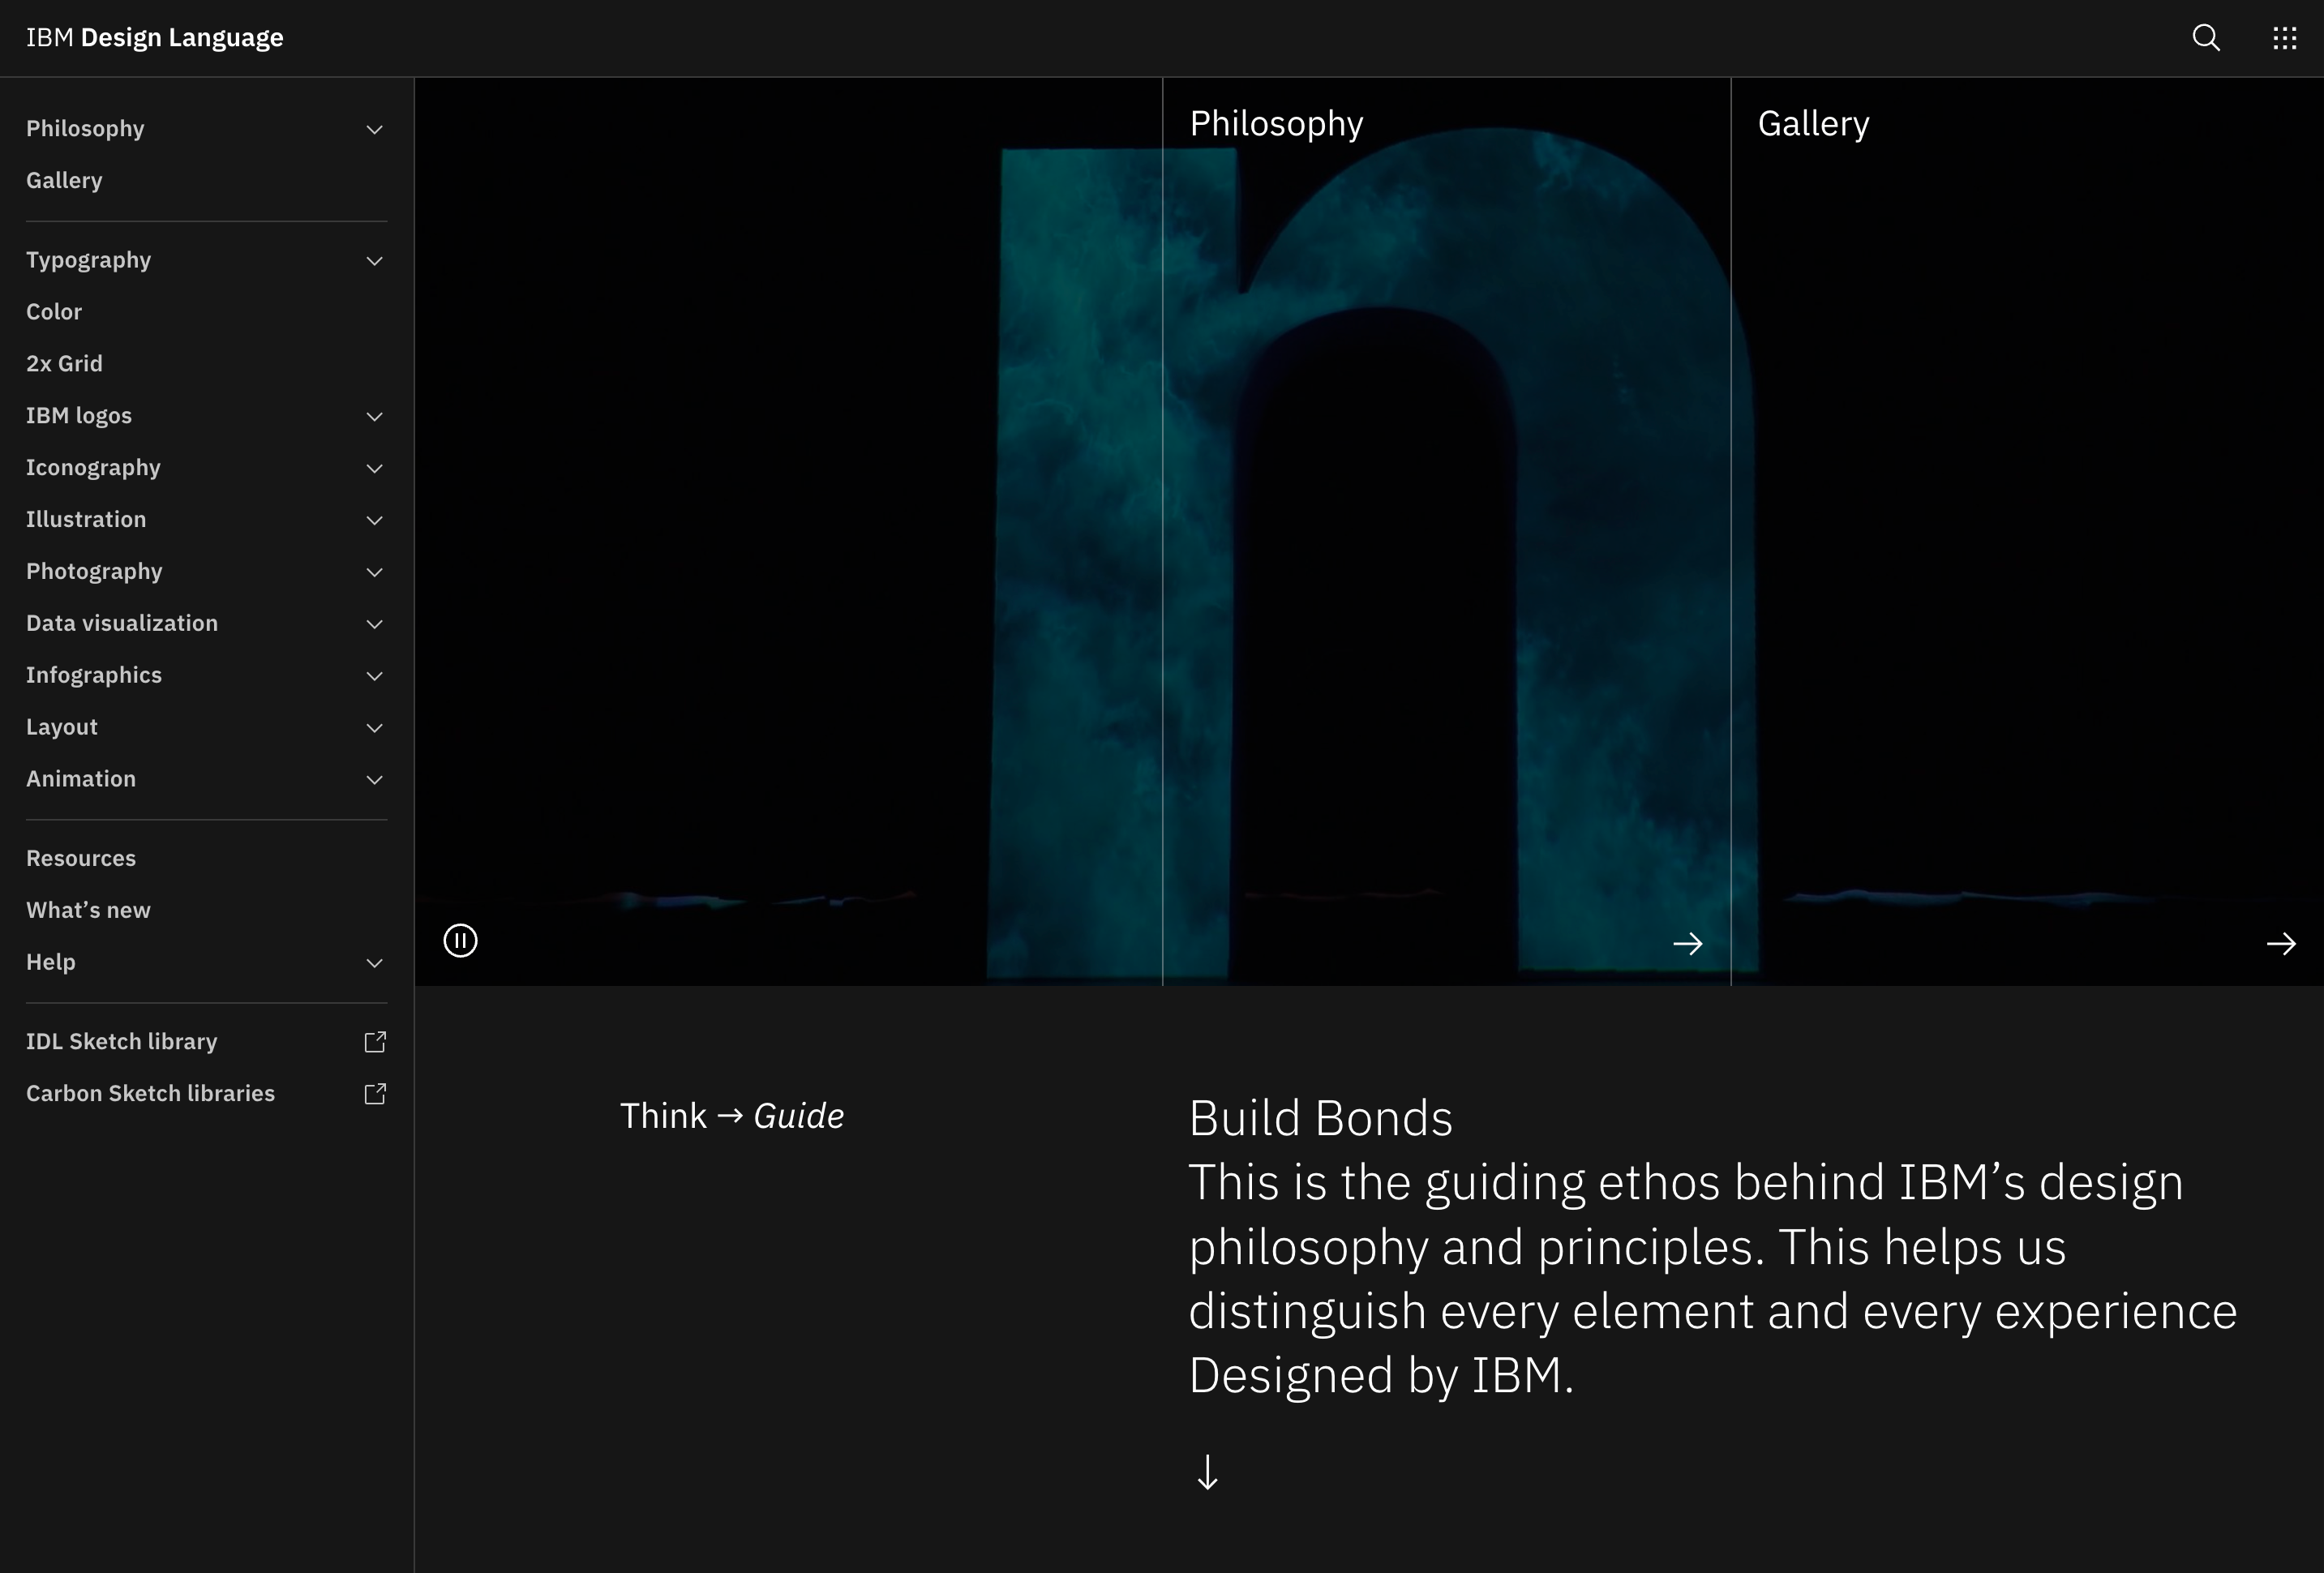 IBM Design Language
Philosophy
Gallery
Typography
Color
2x Grid
IBM logos
Iconography
Illustration
Photography
Data visualization
Infographics
Layout
Animation
Resources
What’s new
Help
IDL Sketch library
Carbon Sketch libraries
Philosophy
Gallery
n
Think → Guide
Build Bonds
This is the guiding ethos behind IBM’s design
philosophy and principles. This helps us
distinguish every element and every experience
Designed by IBM.